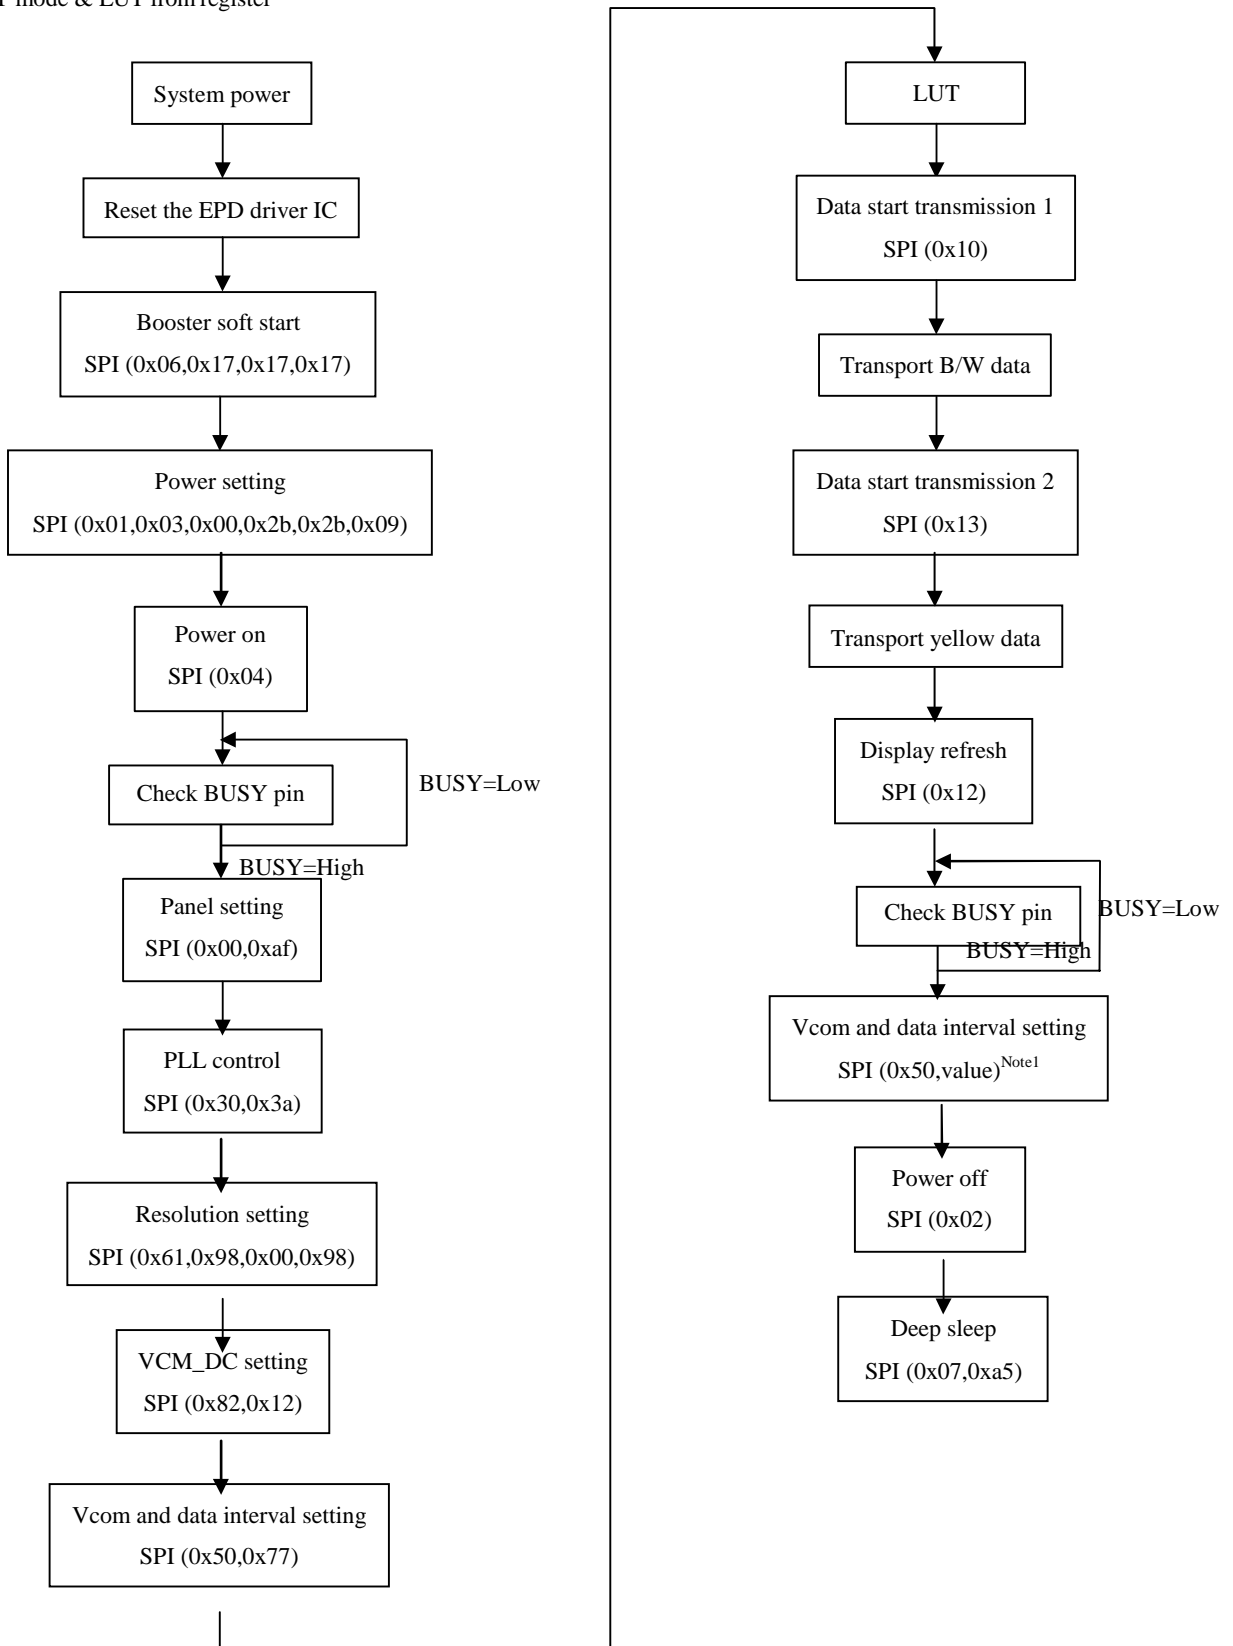 mode & LUT from register
System power
Reset the EPD driver IC
Booster soft start
SPI (0x06,0x17,0x17,0x17)
Power setting
SPI (0x01,0x03,0x00,0x2b,0x2b,0x09)
Power on
SPI (0x04)
Check BUSY pin
BUSY=Low
BUSY=High
Panel setting
SPI (0x00,0xaf)
PLL control
SPI (0x30,0x3a)
Resolution setting
SPI (0x61,0x98,0x00,0x98)
VCM_DC setting
SPI (0x82,0x12)
Vcom and data interval setting
SPI (0x50,0x77)
LUT
Data start transmission 1
SPI (0x10)
Transport B/W data
Data start transmission 2
SPI (0x13)
Transport yellow data
Display refresh
SPI (0x12)
Check BUSY pin
BUSY=Low
BUSY=High
Vcom and data interval setting
SPI (0x50,value)Note1
Power off
SPI (0x02)
Deep sleep
SPI (0x07,0xa5)